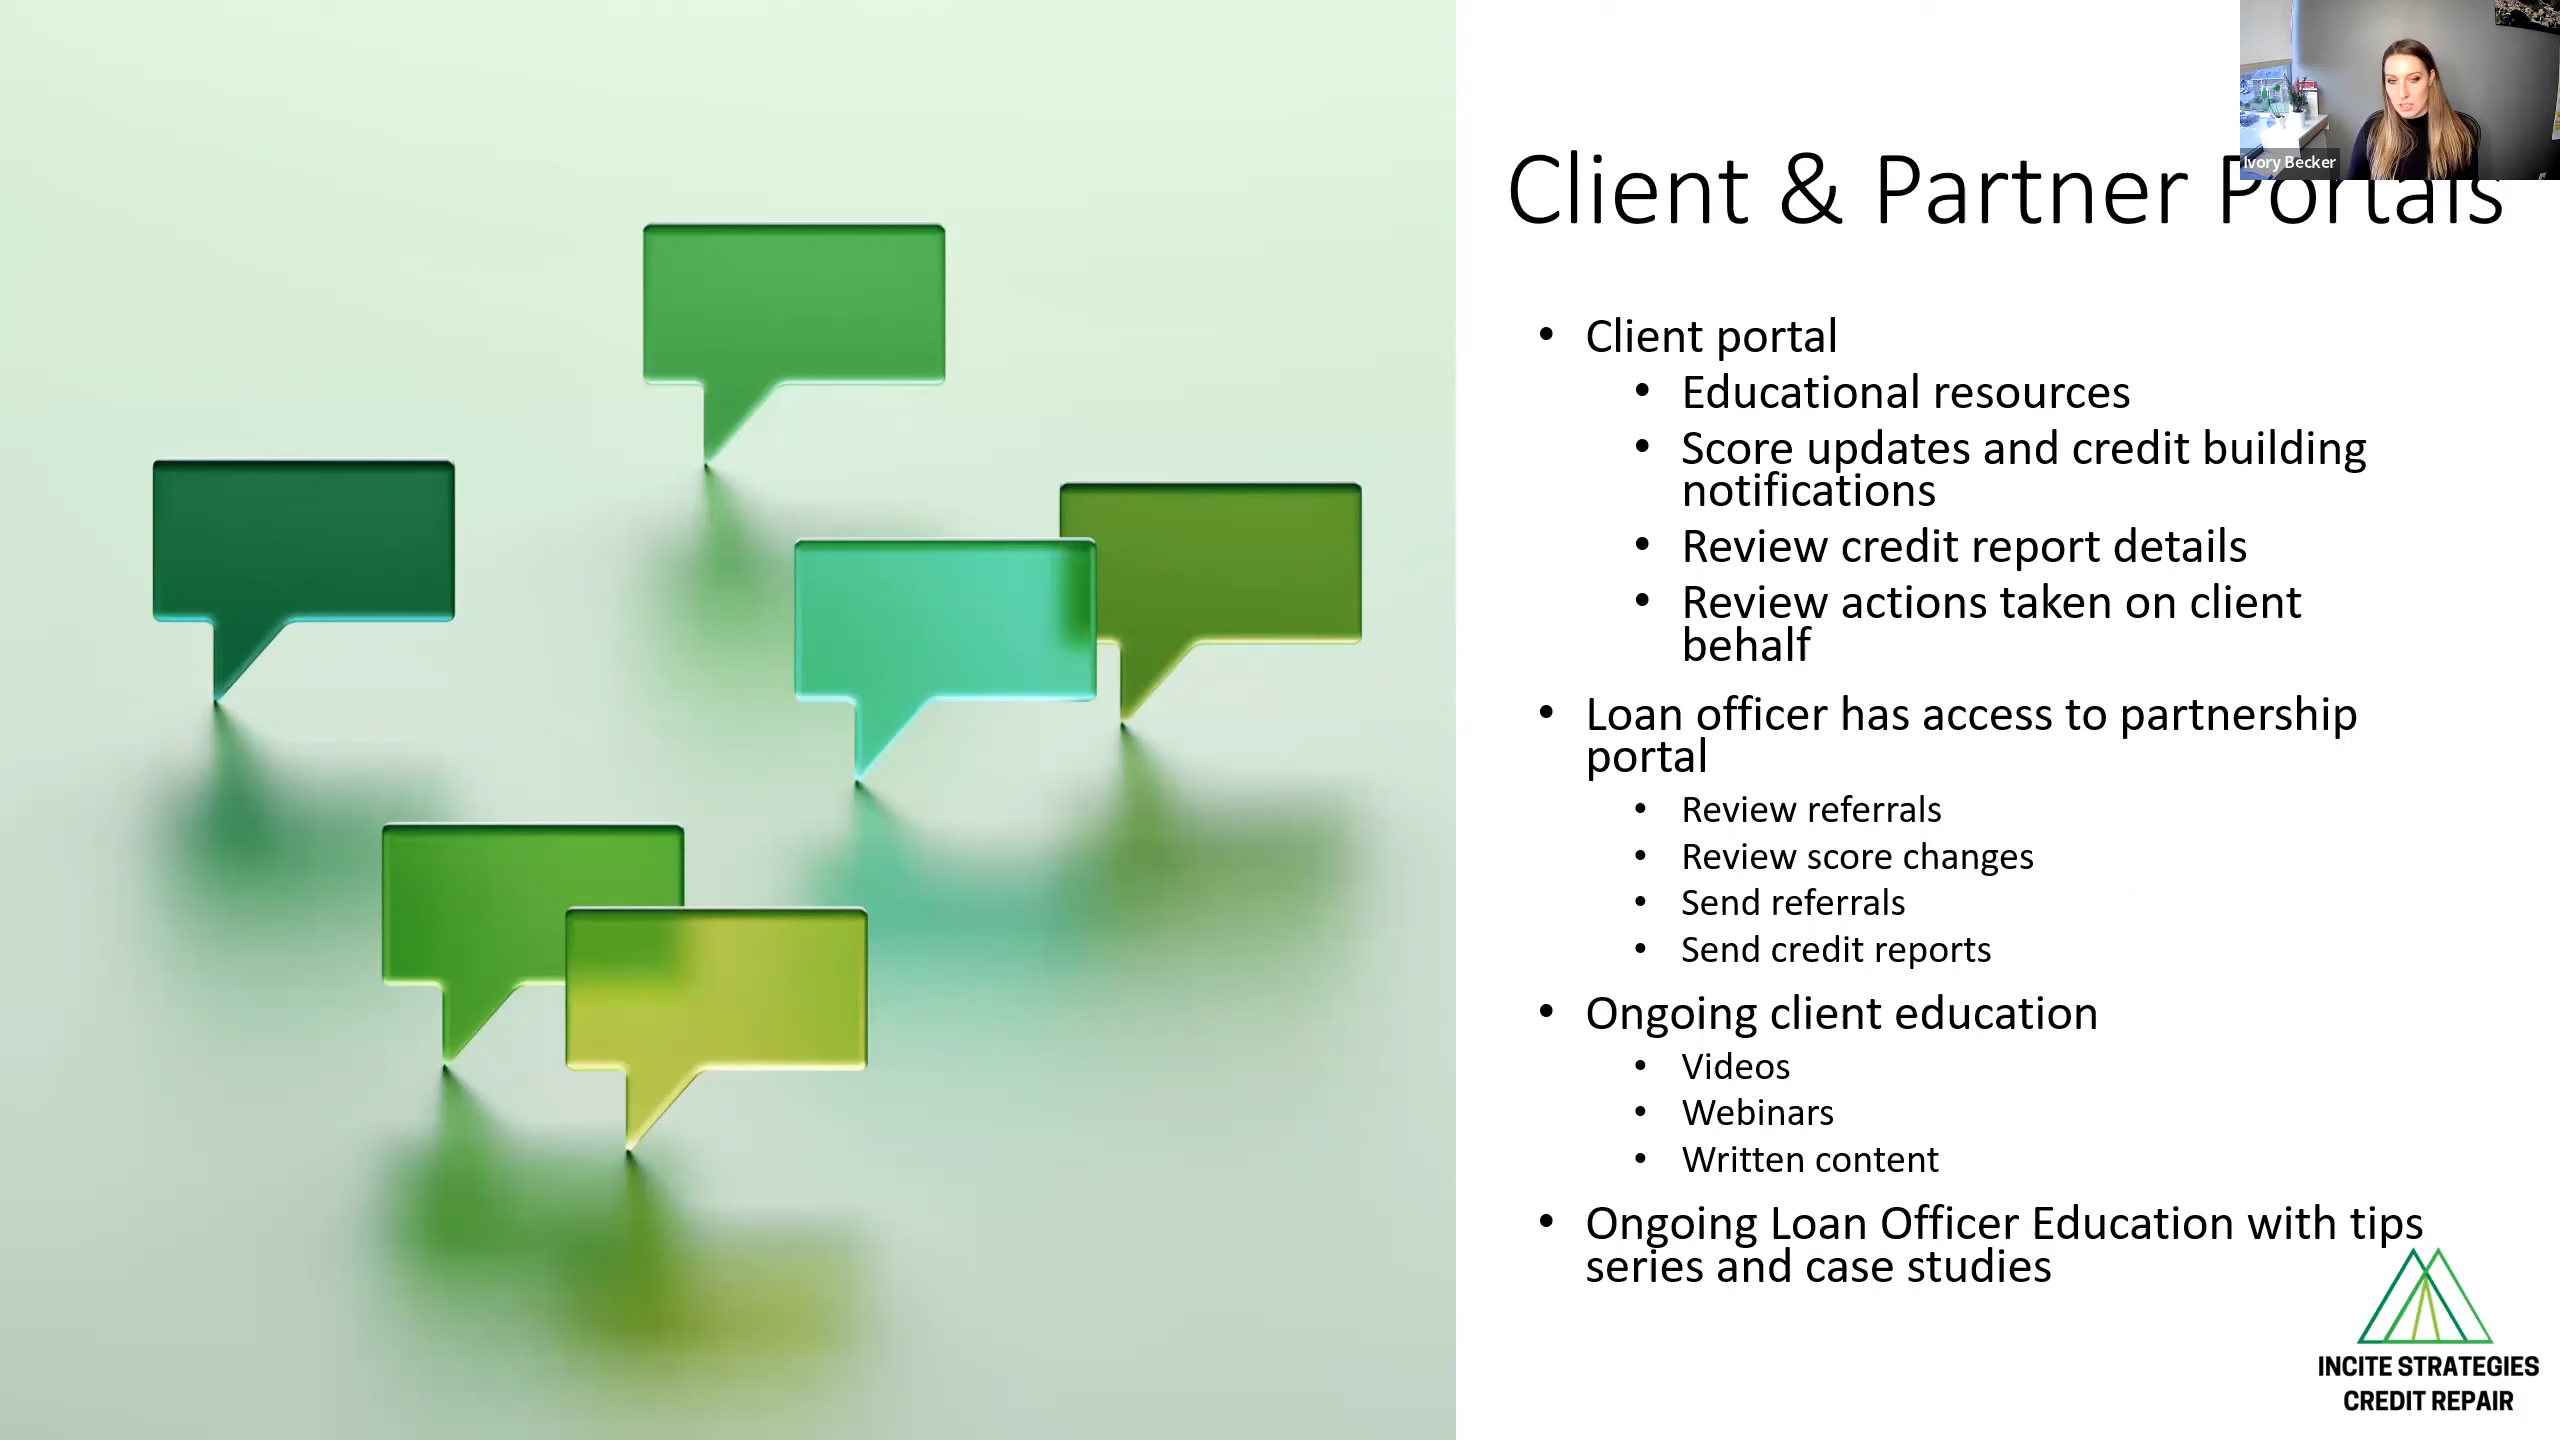 Ivory Becker
Client & Partner Portals
• Client portal
• Educational resources
• Score updates and credit building
notifications
• Review credit report details
• Review actions taken on client
behalf
• Loan officer has access to partnership
portal
• Review referrals
• Review score changes
• Send referrals
• Send credit reports
• Ongoing client education
• Videos
• Webinars
• Written content
• Ongoing Loan Officer Education with tips
series and case studies
INCITE STRATEGIES
CREDIT REPAIR